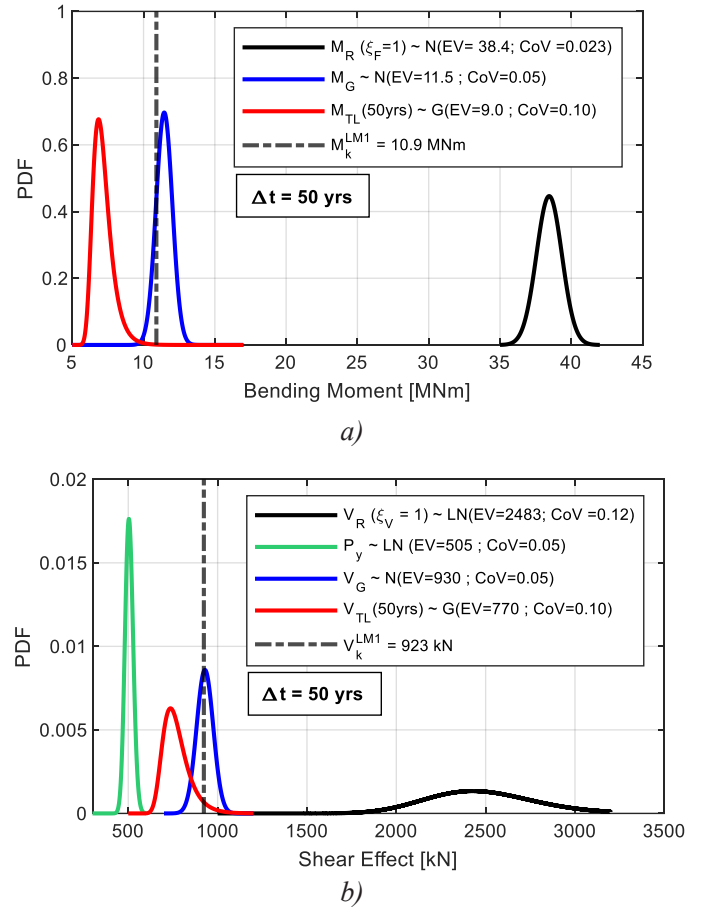 1
0.8
0.6
0.4
0.2
0
PDF
M_R (ξ_F=1) ~ N(EV= 38.4; CoV =0.023)
M_G ~ N(EV=11.5 ; CoV=0.05)
M_TL(50yrs) ~ G(EV=9.0 ; CoV=0.10)
M_k^LM1 = 10.9 MNm
Δt = 50 yrs
5 10 15 20 25 30 35 40 45
Bending Moment [MNm]
a)
0.02
0.015
0.01
0.005
0
PDF
V_R (ξ_V = 1) ~ LN(EV=2483; CoV =0.12)
P_y ~ LN (EV=505 ; CoV=0.05)
V_G ~ N(EV=930 ; CoV=0.05)
V_TL(50yrs) ~ G(EV=770 ; CoV=0.10)
V_k^LM1 = 923 kN
Δt = 50 yrs
500 1000 1500 2000 2500 3000 3500
Shear Effect [kN]
b)